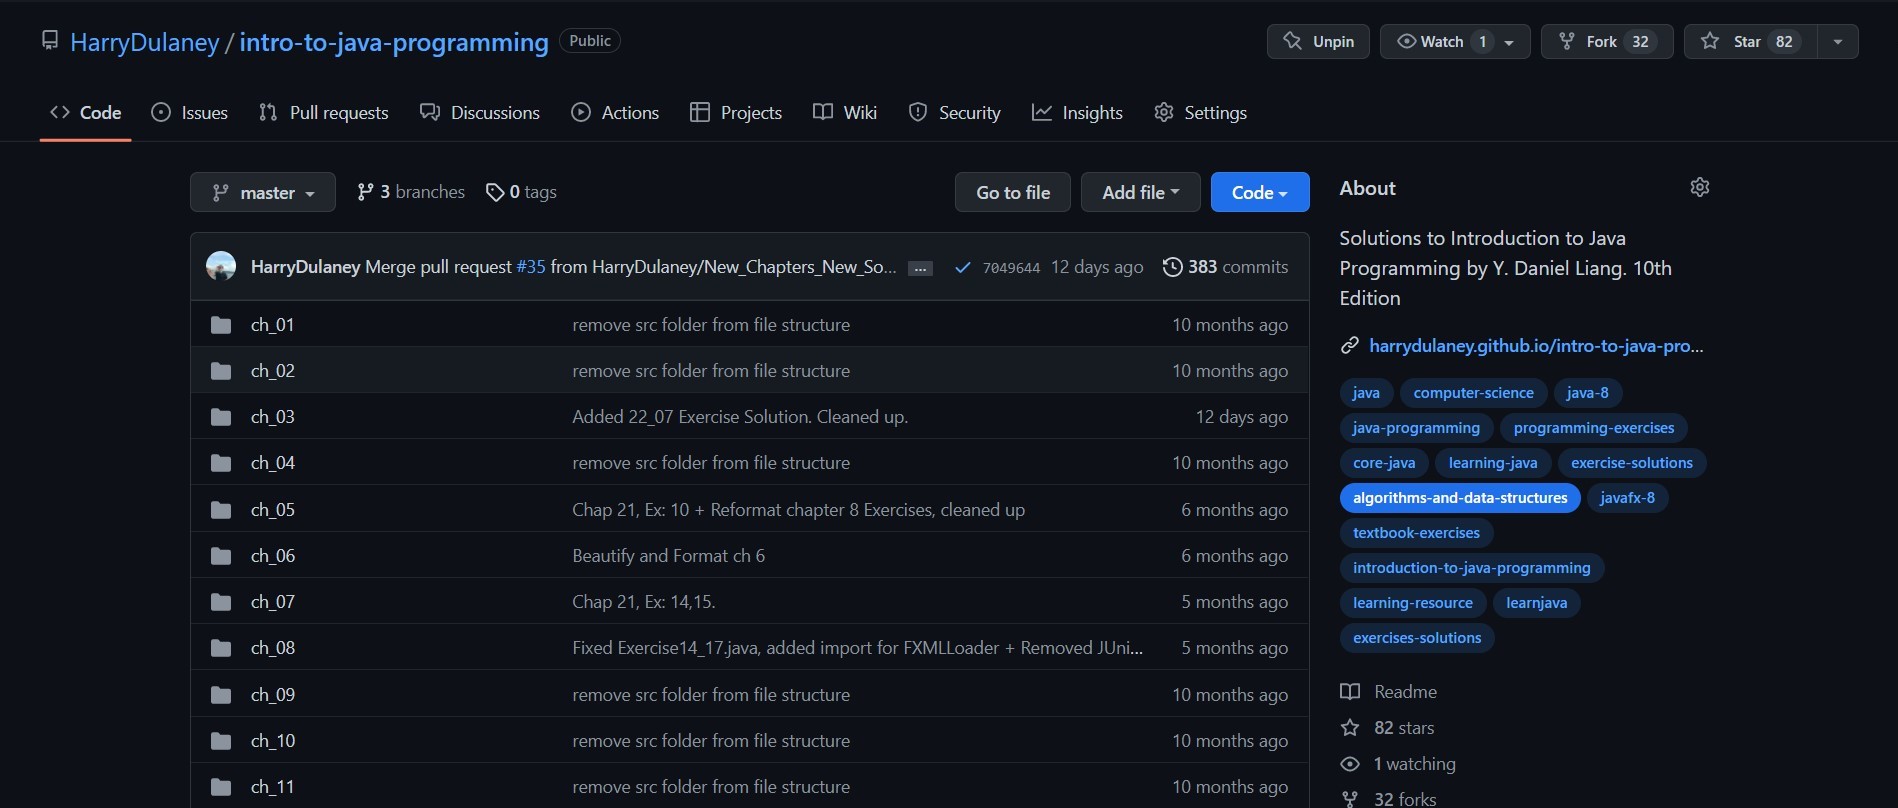 HarryDulaney / intro-to-java-programming Public Unpin Watch 1 Fork 32 Star 82
Code Issues Pull requests Discussions Actions Projects Wiki Security Insights Settings
master 3 branches 0 tags Go to file Add file Code
HarryDulaney Merge pull request #35 from HarryDulaney/New_Chapters_New_So... ... 7049644 12 days ago 383 commits
ch_01 remove src folder from file structure 10 months ago
ch_02 remove src folder from file structure 10 months ago
ch_03 Added 22_07 Exercise Solution. Cleaned up. 12 days ago
ch_04 remove src folder from file structure 10 months ago
ch_05 Chap 21, Ex: 10 + Reformat chapter 8 Exercises, cleaned up 6 months ago
ch_06 Beautify and Format ch 6 6 months ago
ch_07 Chap 21, Ex: 14,15. 5 months ago
ch_08 Fixed Exercise14_17.java, added import for FXMLLoader + Removed JUni... 5 months ago
ch_09 remove src folder from file structure 10 months ago
ch_10 remove src folder from file structure 10 months ago
ch_11 remove src folder from file structure 10 months ago
About
Solutions to Introduction to Java
Programming by Y. Daniel Liang. 10th
Edition
harrydulaney.github.io/intro-to-java-pro...
java computer-science java-8
java-programming programming-exercises
core-java learning-java exercise-solutions
algorithms-and-data-structures javafx-8
textbook-exercises
introduction-to-java-programming
learning-resource learnjava
exercises-solutions
Readme
82 stars
1 watching
32 forks